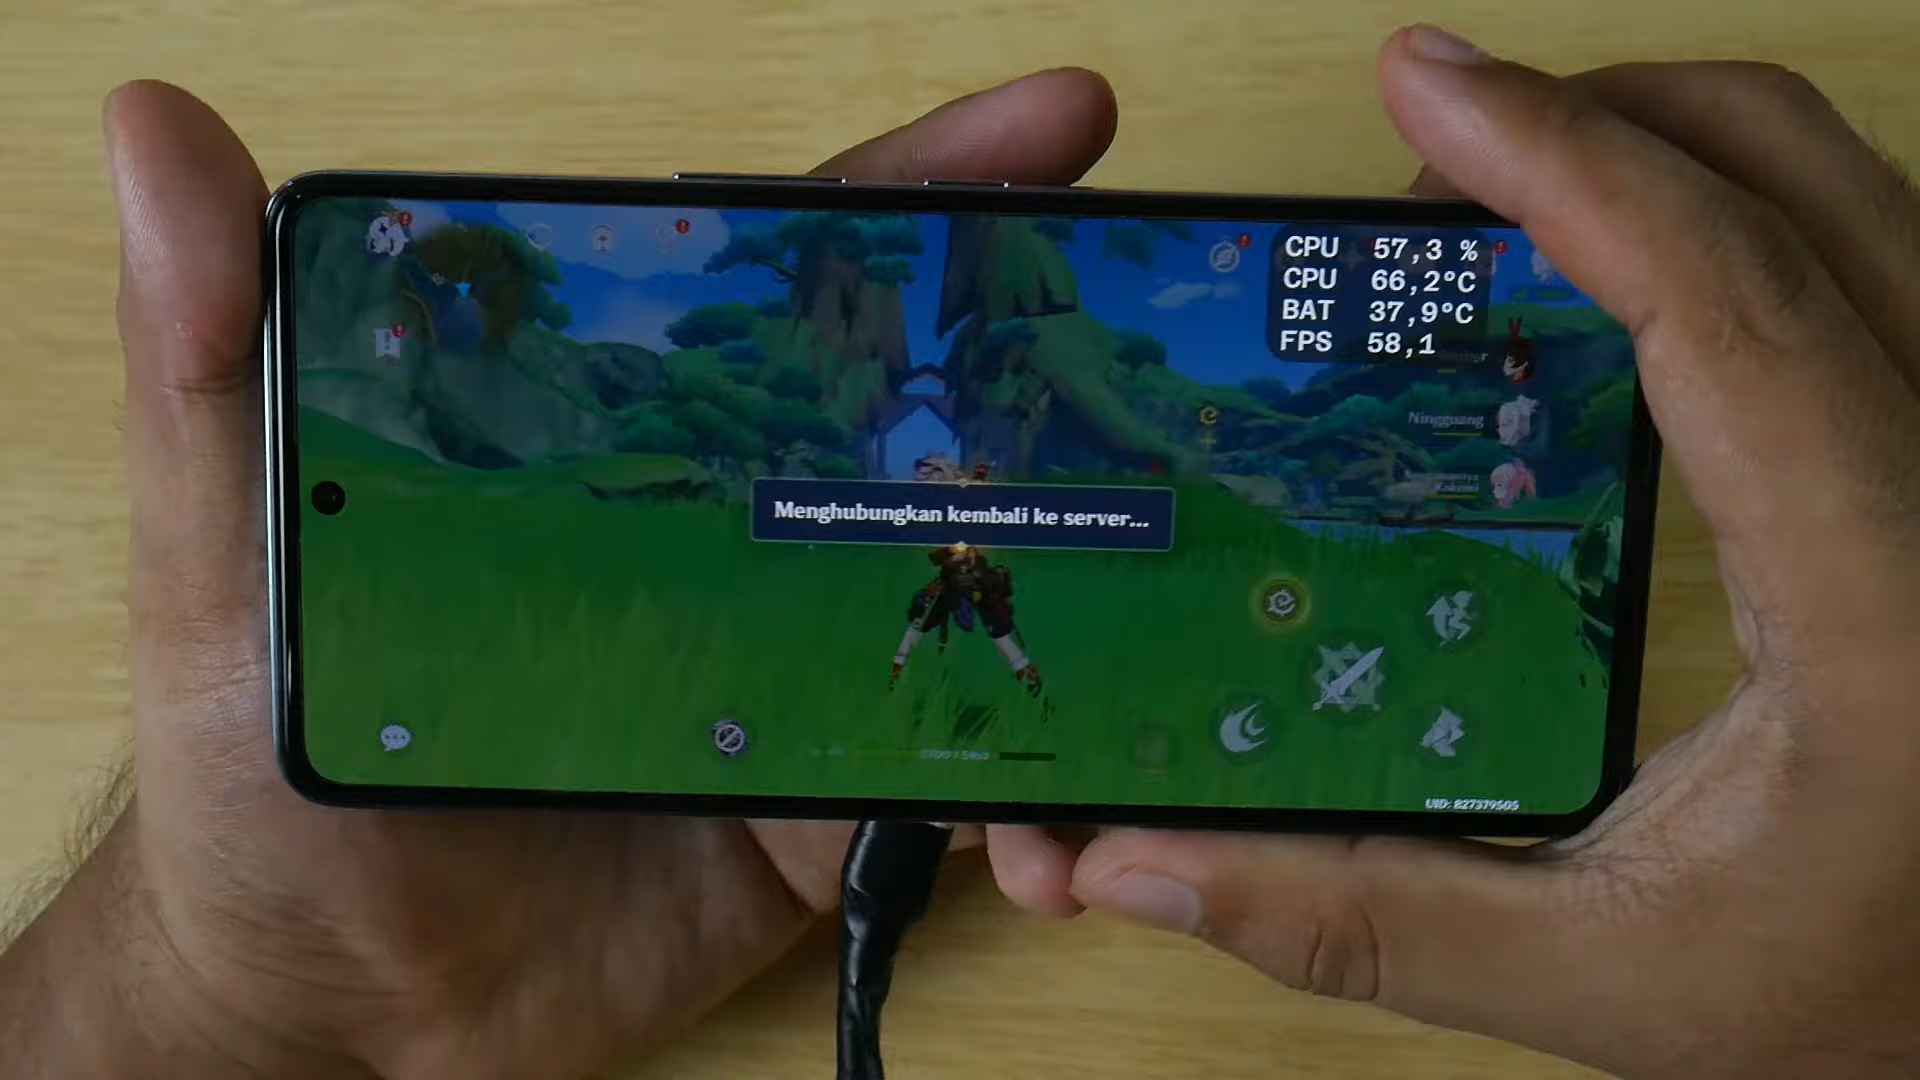 CPU 57,3 %
CPU 66,2°C
BAT 37,9°C
FPS 58,1
Ningguang
Menghubungkan kembali ke server...
UID: 827379505